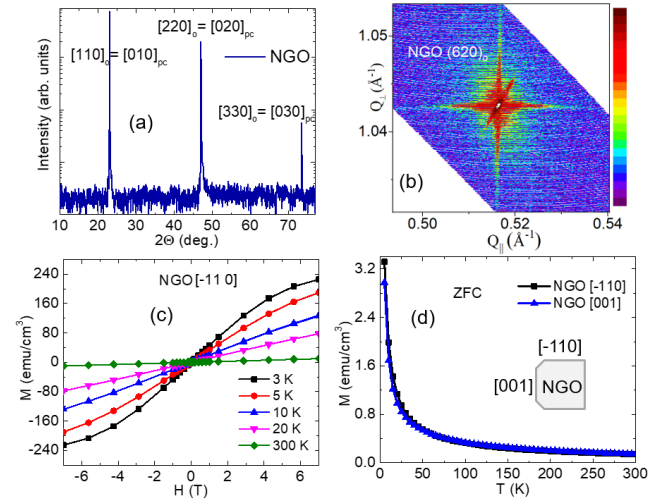 [110]o= [010]pc
[220]o= [020]pc
NGO
[330]o= [030]pc
(a)
Intensity (arb. units)
10 20 30 40 50 60 70
2Θ (deg.)
1.05
1.04
Q⊥ (Å-1)
NGO (620)o
(b)
0.50 0.52 0.54
Q|| (Å-1)
NGO [-11 0]
(c)
240
160
80
0
-80
-160
-240
M (emu/cm3)
3 K
5 K
10 K
20 K
300 K
-6 -4 -2 0 2 4 6
H (T)
3.2
2.4
1.6
0.8
0.0
M (emu/cm3)
ZFC
NGO [-110]
NGO [001]
(d)
[-110]
[001]
NGO
0 50 100 150 200 250 300
T (K)